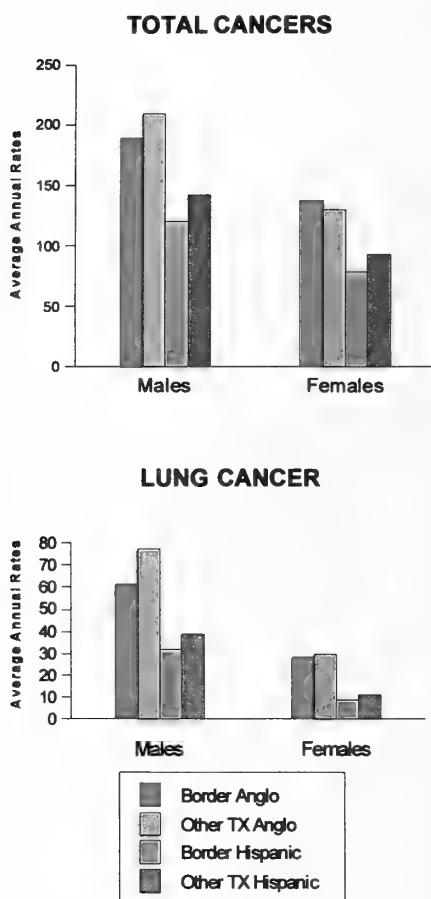 TOTAL CANCERS
Average Annual Rates
250
200
150
100
50
0
Males Females
LUNG CANCER
Average Annual Rates
80
70
60
50
40
30
20
10
0
Males Females
Border Anglo
Other TX Anglo
Border Hispanic
Other TX Hispanic